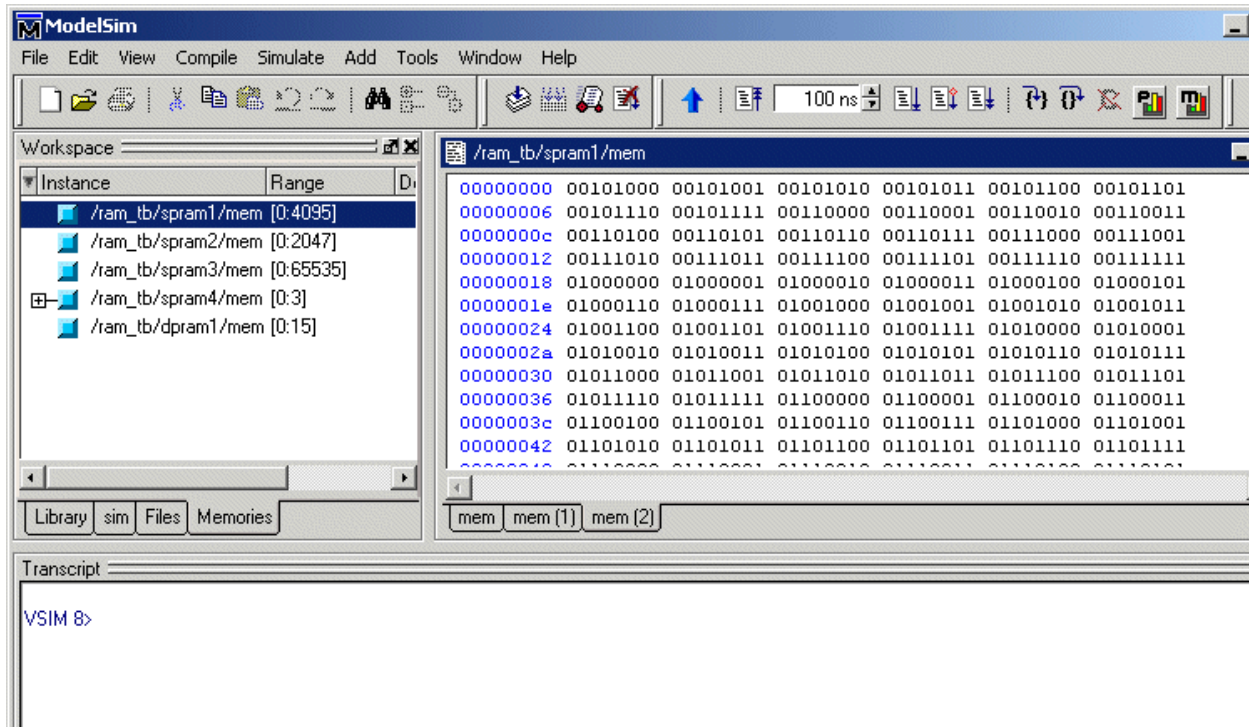 ModelSim
File Edit View Compile Simulate Add Tools Window Help
100 ns
Workspace
Instance Range
/ram_tb/spram1/mem [0:4095]
/ram_tb/spram2/mem [0:2047]
/ram_tb/spram3/mem [0:65535]
/ram_tb/spram4/mem [0:3]
/ram_tb/dpram1/mem [0:15]
Library sim Files Memories
/ram_tb/spram1/mem
00000000 00101000 00101001 00101010 00101011 00101100 00101101
00000006 00101110 00101111 00110000 00110001 00110010 00110011
0000000c 00110100 00110101 00110110 00110111 00111000 00111001
00000012 00111010 00111011 00111100 00111101 00111110 00111111
00000018 01000000 01000001 01000010 01000011 01000100 01000101
0000001e 01000110 01000111 01001000 01001001 01001010 01001011
00000024 01001100 01001101 01001110 01001111 01010000 01010001
0000002a 01010010 01010011 01010100 01010101 01010110 01010111
00000030 01011000 01011001 01011010 01011011 01011100 01011101
00000036 01011110 01011111 01100000 01100001 01100010 01100011
0000003c 01100100 01100101 01100110 01100111 01101000 01101001
00000042 01101010 01101011 01101100 01101101 01101110 01101111
mem mem (1) mem (2)
Transcript
VSIM 8>